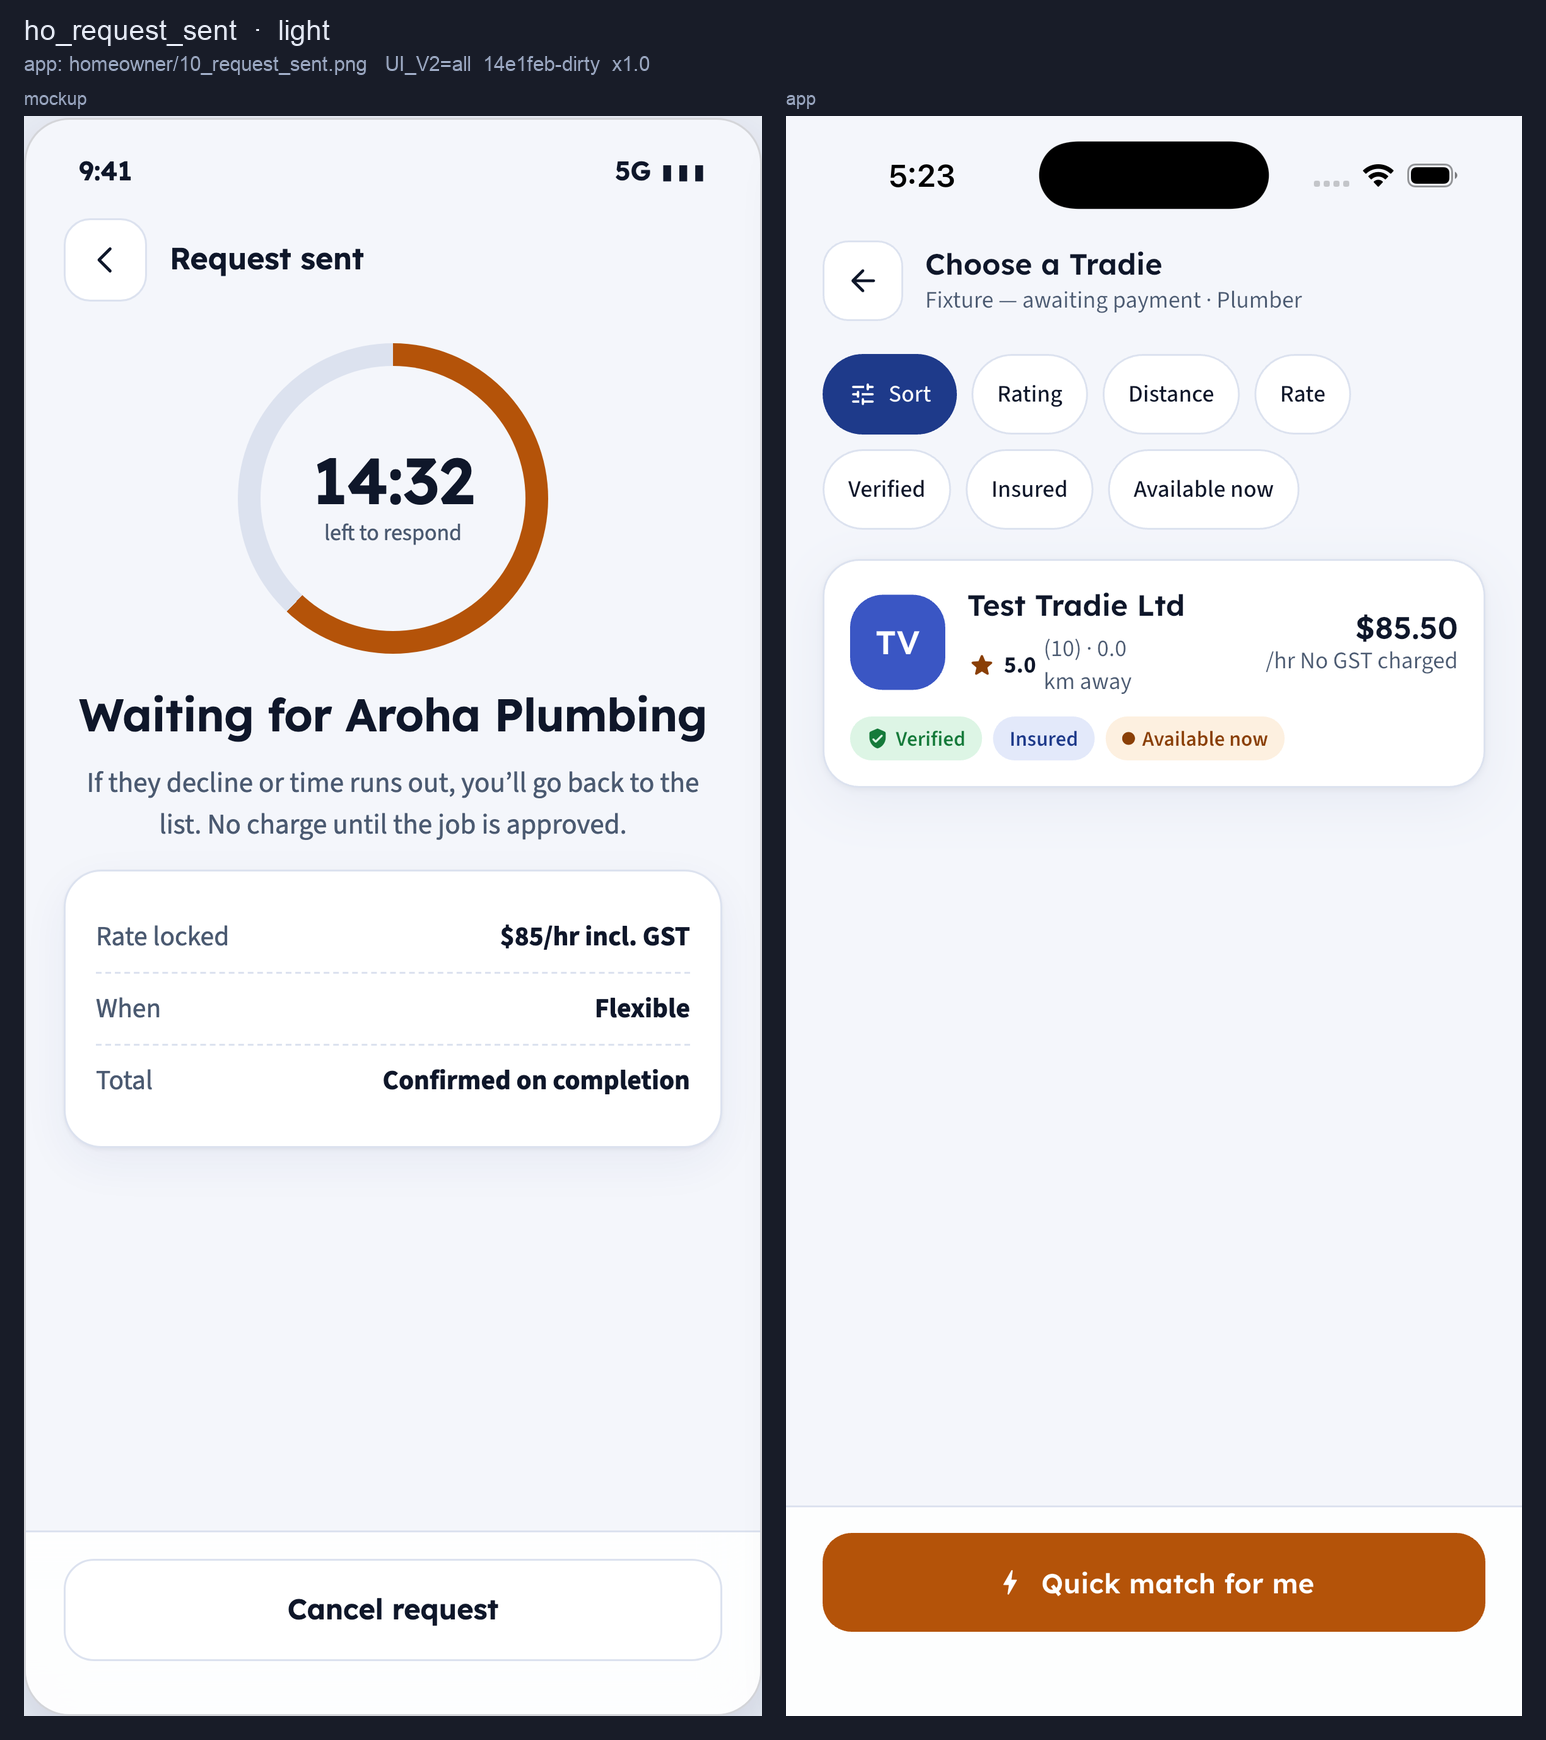 ho_request_sent · light
app: homeowner/10_request_sent.png UI_V2=all 14e1feb-dirty x1.0
mockup
9:41
5G
Request sent
14:32
left to respond
Waiting for Aroha Plumbing
If they decline or time runs out, you’ll go back to the
list. No charge until the job is approved.
Rate locked $85/hr incl. GST
When Flexible
Total Confirmed on completion
Cancel request
app
5:23
Choose a Tradie
Fixture — awaiting payment · Plumber
Sort Rating Distance Rate
Verified Insured Available now
TV
Test Tradie Ltd
5.0 (10) · 0.0
km away
$85.50
/hr No GST charged
Verified Insured Available now
Quick match for me